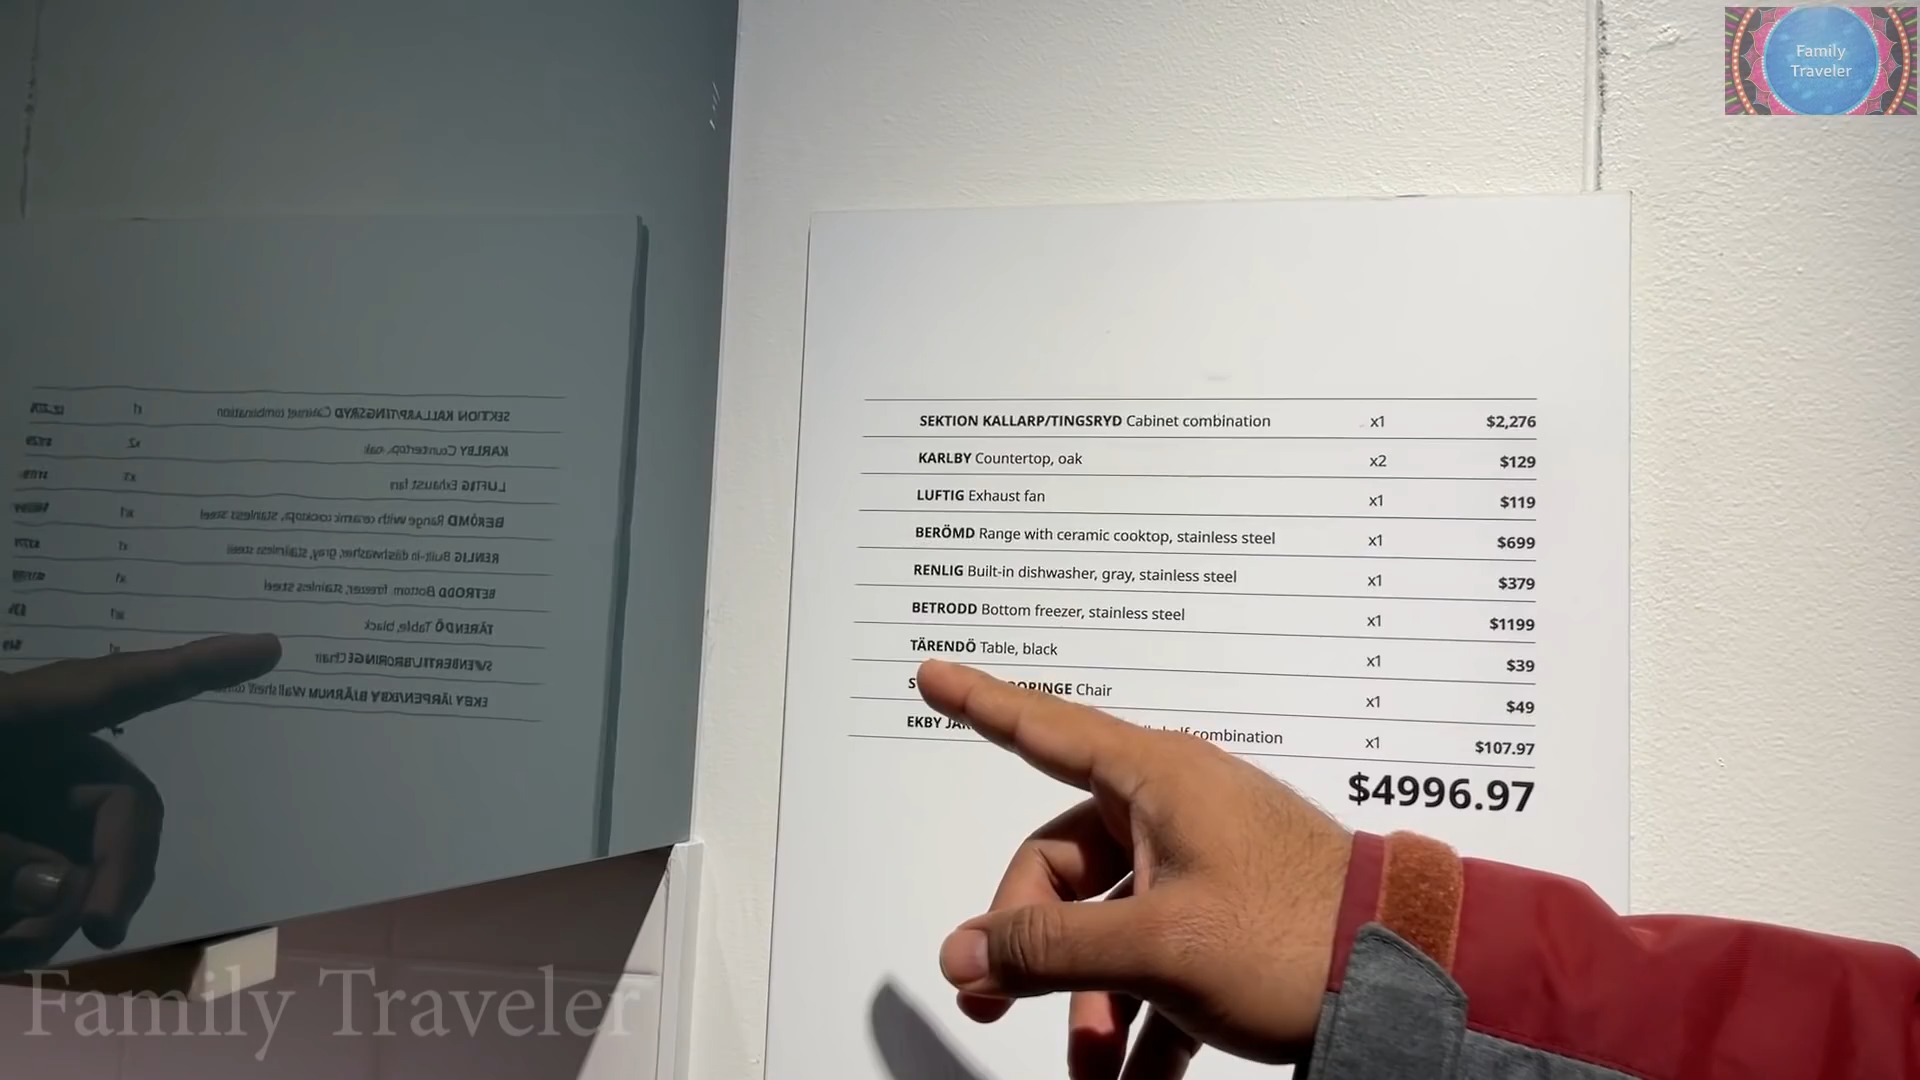 Family
Traveler
SEKTION KALLARP/TINGSRYD Cabinet combination x1 $2,276
KARLBY Countertop, oak x2 $129
LUFTIG Exhaust fan x1 $119
BERÖMD Range with ceramic cooktop, stainless steel x1 $699
RENLIG Built-in dishwasher, gray, stainless steel x1 $379
BETRODD Bottom freezer, stainless steel x1 $1199
TÄRENDÖ Table, black x1 $39
Chair x1 $49
EKBY combination x1 $107.97
$4996.97
Family Traveler